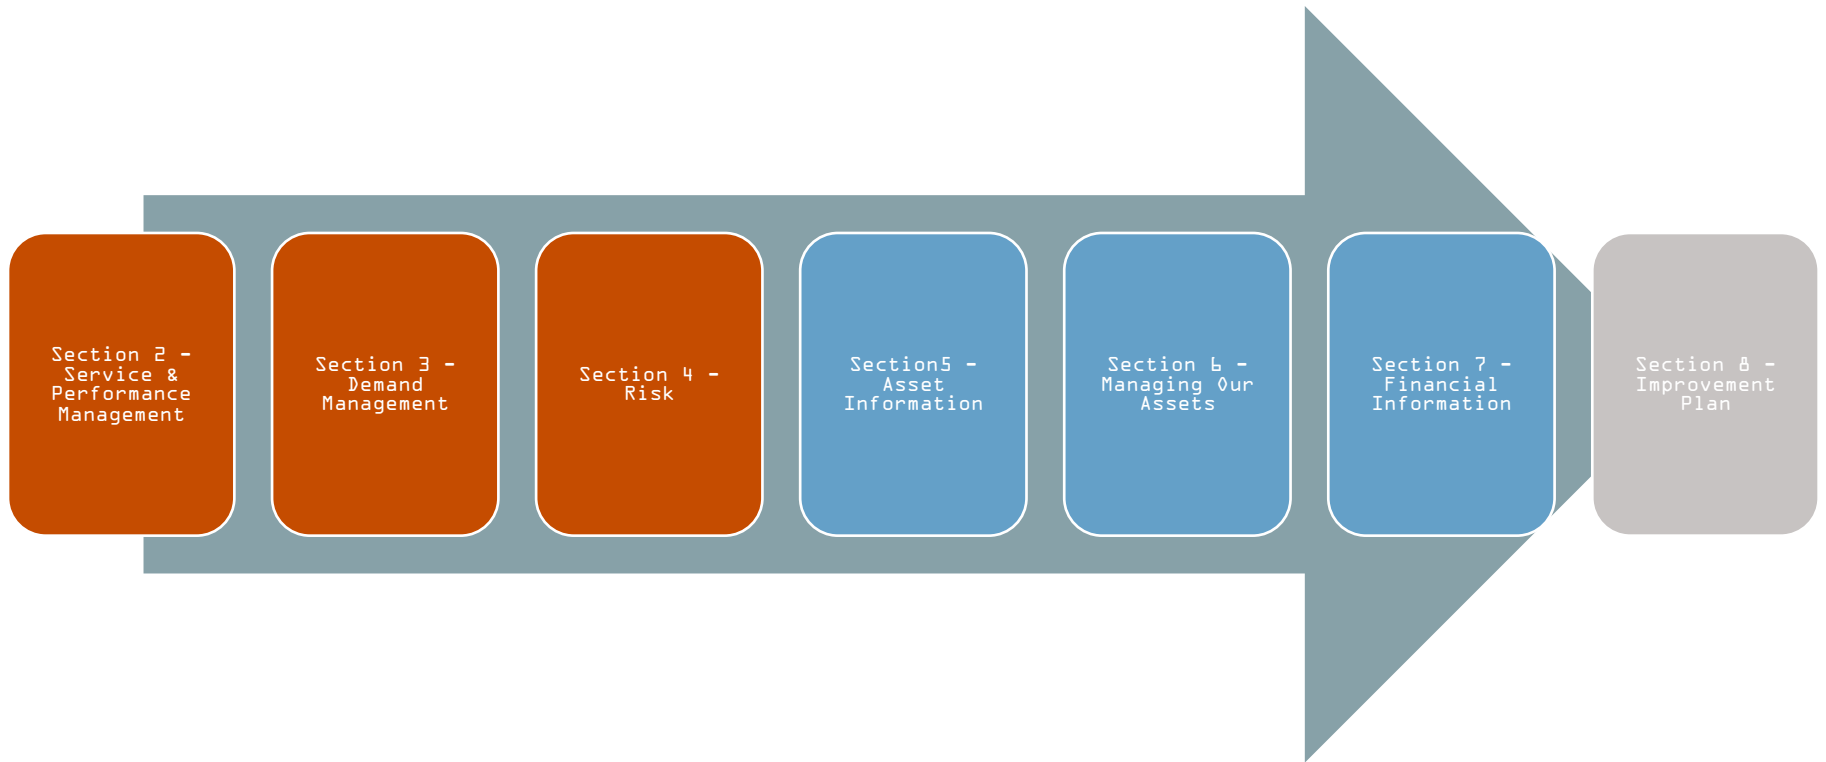 Section 2 -
Service &
Performance
Management
Section 3 -
Demand
Management
Section 4 -
Risk
Section5 -
Asset
Information
Section 6 -
Managing Our
Assets
Section 7 -
Financial
Information
Section 8 -
Improvement
Plan